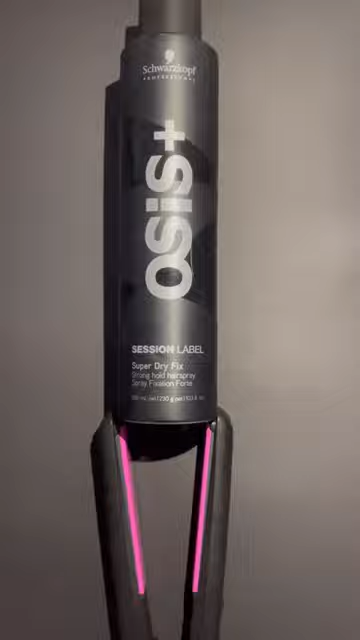 Schwarzkopf
PROFESSIONAL
OSiS+
SESSION LABEL
Super Dry Fix
Strong hold hairspray
Spray Fixation Forte